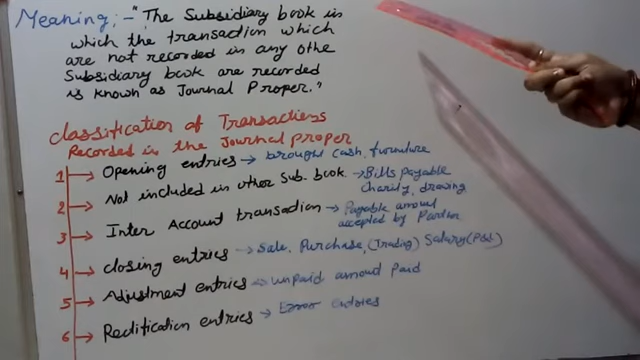 Meaning:- "The Subsidiary book in
which the transaction which
are not recorded in any othe
Subsidiary book are recorded
is known as Journal Proper."
Classification of Transactions
Recorded in the Journal proper
1 → Opening entries → brought cash, furniture
2 → Not included in other Sub. book → Bills payable
Charity, drawing
3 → Inter Account transaction → Payable amount
accepted by Partner
4 → Closing entries → Sale, Purchase, (Trading) Salary (P&L)
5 → Adjustment entries → unpaid amount paid
6 → Rectification entries → Error entries